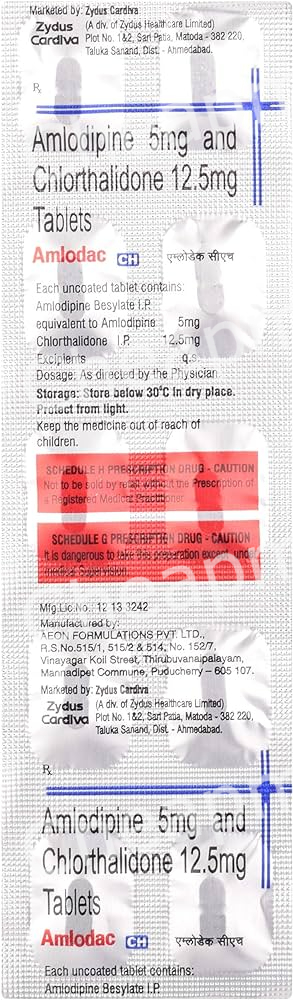 Marketed by: Zydus Cardiva
Zydus Cardiva (A div. of Zydus Healthcare Limited)
Plot No. 1&2, Sari Patia, Matoda - 382 220,
Taluka Sanand, Dist. - Ahmedabad.
Rx
Amlodipine 5mg and
Chlorthalidone 12.5mg
Tablets
Amlodac CH एम्लोडेक सीएच
Each uncoated tablet contains:
Amlodipine Besylate I.P.
equivalent to Amlodipine 5mg
Chlorthalidone I.P. 12.5mg
Excipients q.s.
Dosage: As directed by the Physician.
Storage: Store below 30°C in dry place.
Protect from light.
Keep the medicine out of reach of
children.
SCHEDULE H PRESCRIPTION DRUG - CAUTION
Not to be sold by retail without the Prescription of
a Registered Medical Practitioner.
SCHEDULE G PRESCRIPTION DRUG - CAUTION
It is dangerous to take this preparation except under
medical Supervision
Mfg.Lic.No.: 12 13 3242
Manufactured by:
AEON FORMULATIONS PVT. LTD.,
R.S.No.515/1, 515/2 & 514, No. 152/7,
Vinayagar Koil Street, Thirubuvanaipalayam,
Mannadipet Commune, Puducherry – 605 107.
Marketed by: Zydus Cardiva
Zydus Cardiva (A div. of Zydus Healthcare Limited)
Plot No. 1&2, Sari Patia, Matoda - 382 220,
Taluka Sanand, Dist. - Ahmedabad.
Rx
Amlodipine 5mg and
Chlorthalidone 12.5mg
Tablets
Amlodac CH एम्लोडेक सीएच
Each uncoated tablet contains:
Amlodipine Besylate I.P.